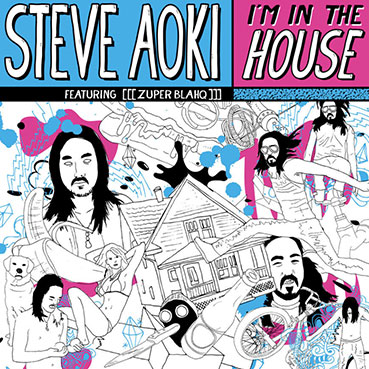 STEVE AOKI
FEATURING [[[ZUPER BLAHQ]]]
I'M IN THE
HOUSE